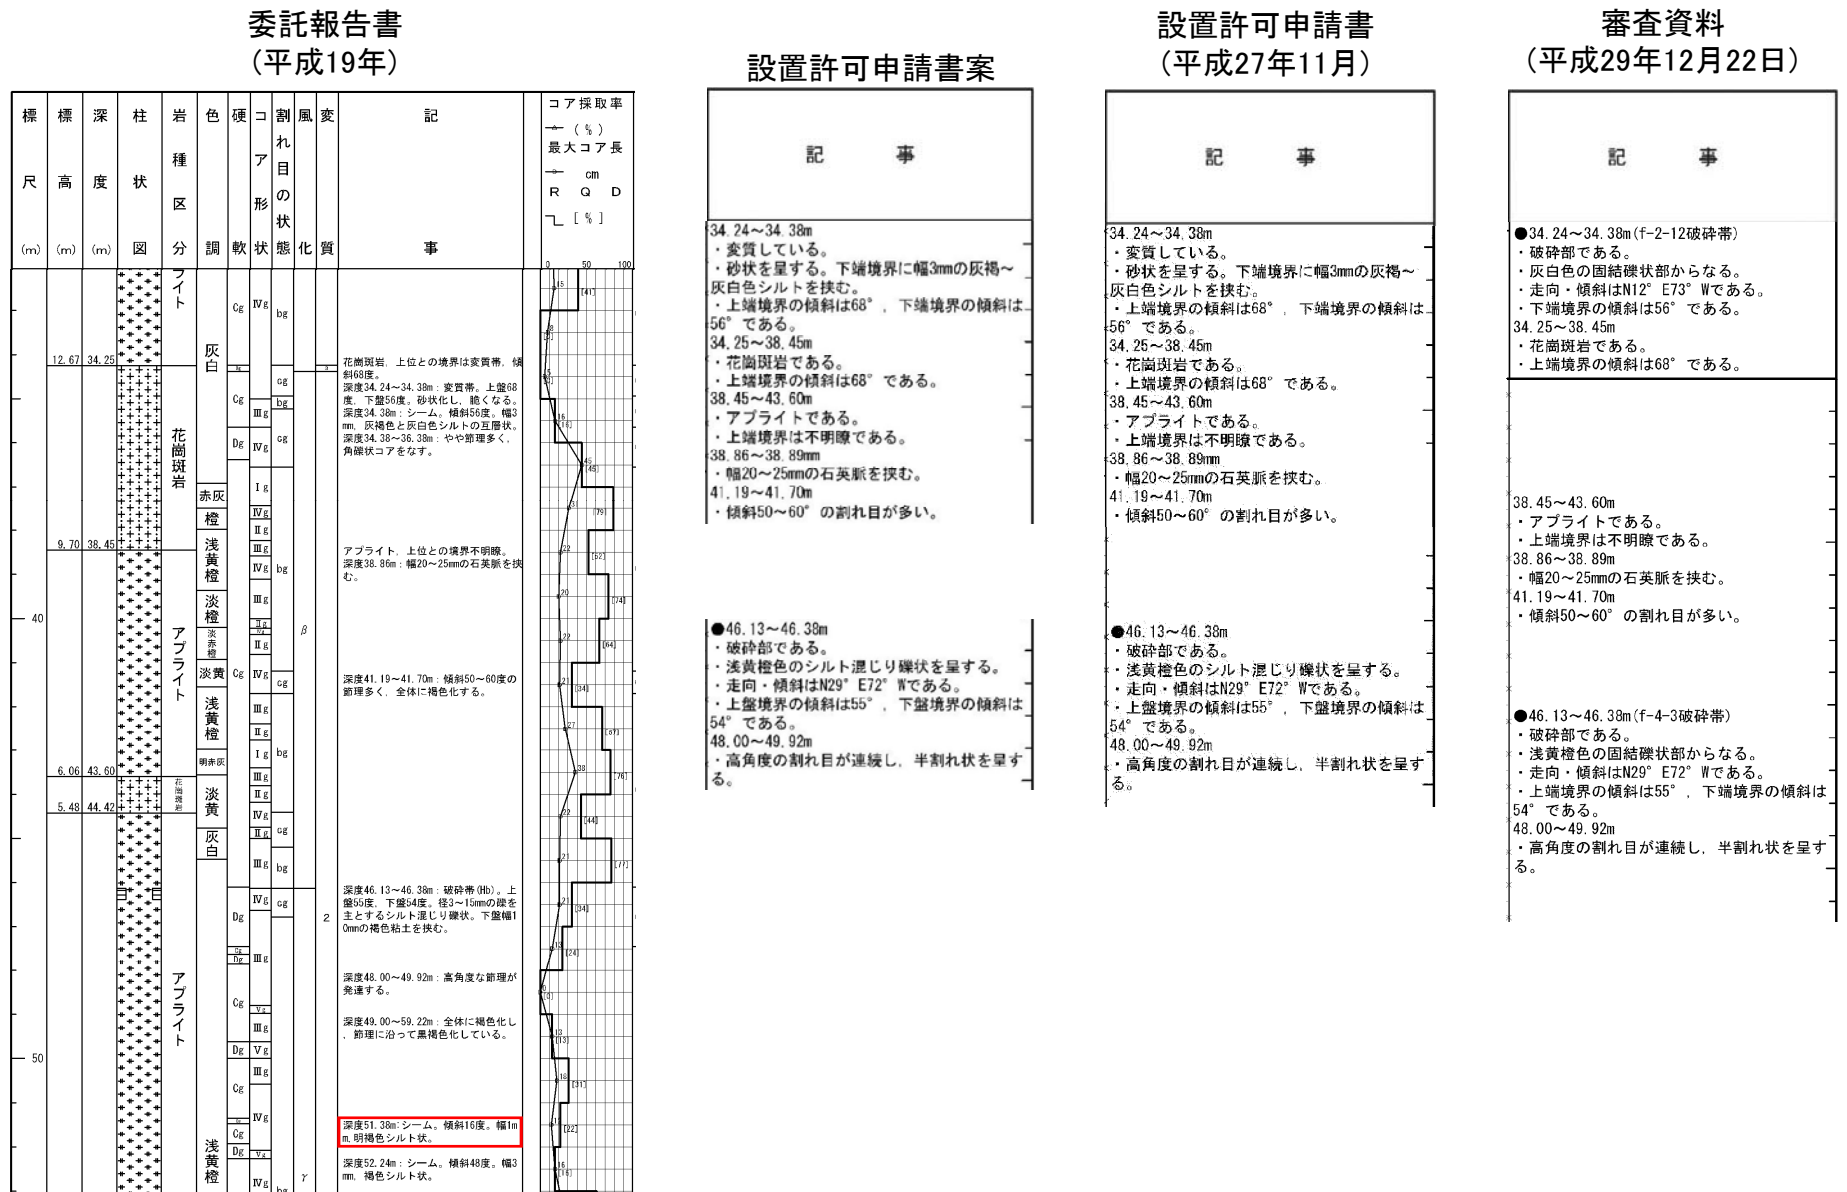 委託報告書
(平成19年)
設置許可申請書案
設置許可申請書
(平成27年11月)
審査資料
(平成29年12月22日)
標尺(m)
標高(m)
深度(m)
柱状図
岩種区分
色調
硬軟
コア形状
割れ目の状態
風化
変質
記事
コア採取率
(%)
最大コア長
cm
R Q D
[%]
0 50 100
40
50
12.67 34.25
9.70 38.45
6.06 43.60
5.48 44.42
フイト
花崗斑岩
アプライト
花崗斑岩
アプライト
灰白
赤灰
橙
浅黄橙
淡橙
淡赤橙
淡黄
浅黄橙
明赤灰
淡黄
灰白
浅黄橙
β
γ
2
花崗斑岩. 上位との境界は変質帯. 傾
斜68度。
深度34.24~34.38m:変質帯。上盤68
度. 下盤56度。砂状化し. 脆くなる。
深度34.38m:シーム。傾斜56度。幅3
mm. 灰褐色と灰白色シルトの互層状。
深度34.38~36.38m:やや節理多く.
角礫状コアをなす。
アプライト. 上位との境界不明瞭。
深度38.86m:幅20~25mmの石英脈を挟
む。
深度41.19~41.70m:傾斜50~60度の
節理多く. 全体に褐色化する。
深度46.13~46.38m:破砕帯(Hb)。上
盤55度. 下盤54度。径3~15mmの礫を
主とするシルト混じり礫状。下盤幅1
0mmの褐色粘土を挟む。
深度48.00~49.92m:高角度な節理が
発達する。
深度49.00~59.22m:全体に褐色化し
. 節理に沿って黒褐色化している。
深度51.38m:シーム。傾斜16度。幅1m
m. 明褐色シルト状。
深度52.24m:シーム。傾斜48度。幅3
mm. 褐色シルト状。
記 事
34.24~34.38m
・変質している。
・砂状を呈する。下端境界に幅3mmの灰褐~
灰白色シルトを挟む。
・上端境界の傾斜は68°. 下端境界の傾斜は
56°である。
34.25~38.45m
・花崗斑岩である。
・上端境界の傾斜は68°である。
38.45~43.60m
・アプライトである。
・上端境界は不明瞭である。
38.86~38.89mm
・幅20~25mmの石英脈を挟む。
41.19~41.70m
・傾斜50~60°の割れ目が多い。
●46.13~46.38m
・破砕部である。
・浅黄橙色のシルト混じり礫状を呈する。
・走向・傾斜はN29°E72°Wである。
・上盤境界の傾斜は55°. 下盤境界の傾斜は
54°である。
48.00~49.92m
・高角度の割れ目が連続し. 半割れ状を呈す
る。
記 事
34.24~34.38m
・変質している。
・砂状を呈する。下端境界に幅3mmの灰褐~
灰白色シルトを挟む。
・上端境界の傾斜は68°. 下端境界の傾斜は
56°である。
34.25~38.45m
・花崗斑岩である。
・上端境界の傾斜は68°である。
38.45~43.60m
・アプライトである。
・上端境界は不明瞭である。
38.86~38.89mm
・幅20~25mmの石英脈を挟む。
41.19~41.70m
・傾斜50~60°の割れ目が多い。
●46.13~46.38m
・破砕部である。
・浅黄橙色のシルト混じり礫状を呈する。
・走向・傾斜はN29°E72°Wである。
・上盤境界の傾斜は55°. 下盤境界の傾斜は
54°である。
48.00~49.92m
・高角度の割れ目が連続し. 半割れ状を呈す
る。
記 事
●34.24~34.38m(f-2-12破砕帯)
・破砕部である。
・灰白色の固結礫状部からなる。
・走向・傾斜はN12°E73°Wである。
・下端境界の傾斜は56°である。
34.25~38.45m
・花崗斑岩である。
・上端境界の傾斜は68°である。
38.45~43.60m
・アプライトである。
・上端境界は不明瞭である。
38.86~38.89m
・幅20~25mmの石英脈を挟む。
41.19~41.70m
・傾斜50~60°の割れ目が多い。
●46.13~46.38m(f-4-3破砕帯)
・破砕部である。
・浅黄橙色の固結礫状部からなる。
・走向・傾斜はN29°E72°Wである。
・上端境界の傾斜は55°. 下端境界の傾斜は
54°である。
48.00~49.92m
・高角度の割れ目が連続し. 半割れ状を呈す
る。